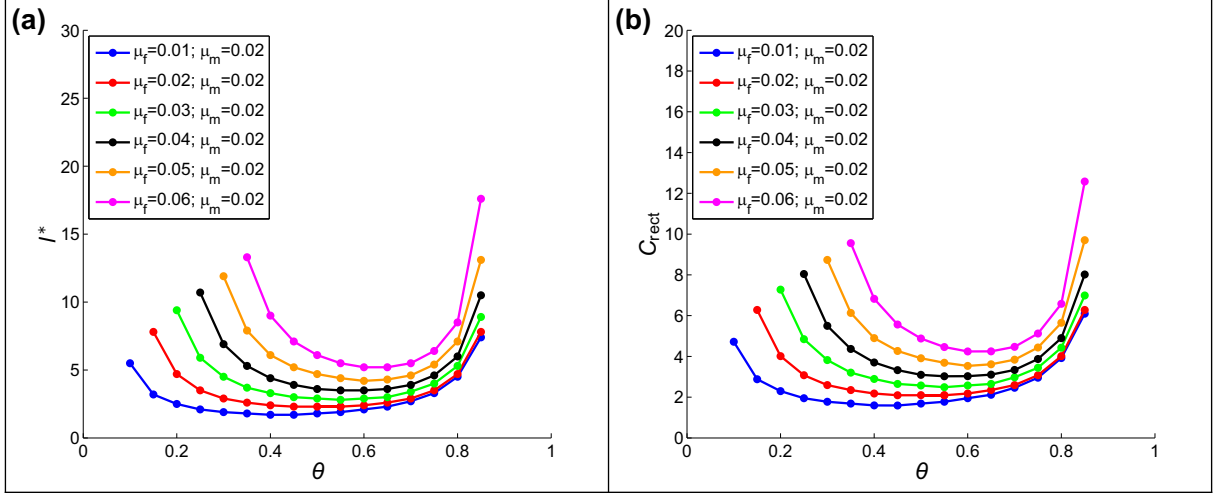 (a)
30
25
20
15
10
5
0
I*
μf=0.01; μm=0.02
μf=0.02; μm=0.02
μf=0.03; μm=0.02
μf=0.04; μm=0.02
μf=0.05; μm=0.02
μf=0.06; μm=0.02
0 0.2 0.4 0.6 0.8 1
θ
(b)
20
18
16
14
12
10
8
6
4
2
0
Crect
μf=0.01; μm=0.02
μf=0.02; μm=0.02
μf=0.03; μm=0.02
μf=0.04; μm=0.02
μf=0.05; μm=0.02
μf=0.06; μm=0.02
0 0.2 0.4 0.6 0.8 1
θ